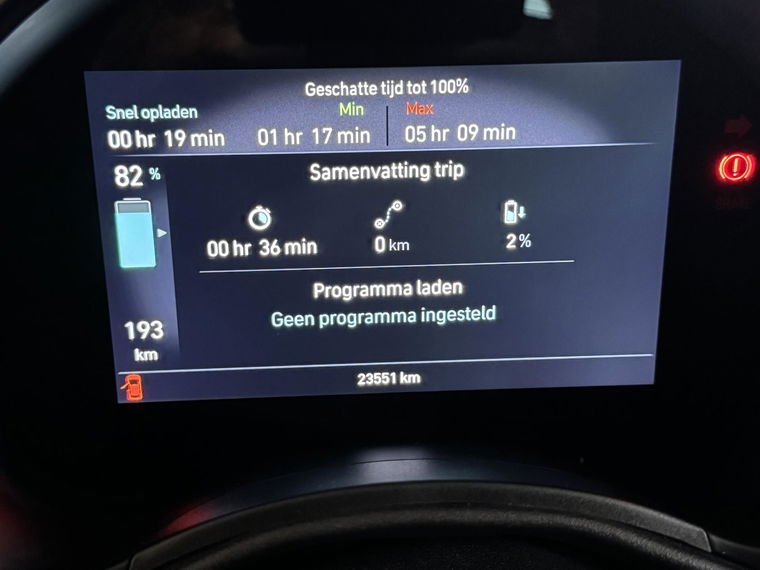 Geschatte tijd tot 100%
Snel opladen
Min
Max
00 hr 19 min
01 hr 17 min
05 hr 09 min
82 %
Samenvatting trip
00 hr 36 min
0 km
2%
Programma laden
Geen programma ingesteld
193
km
23551 km